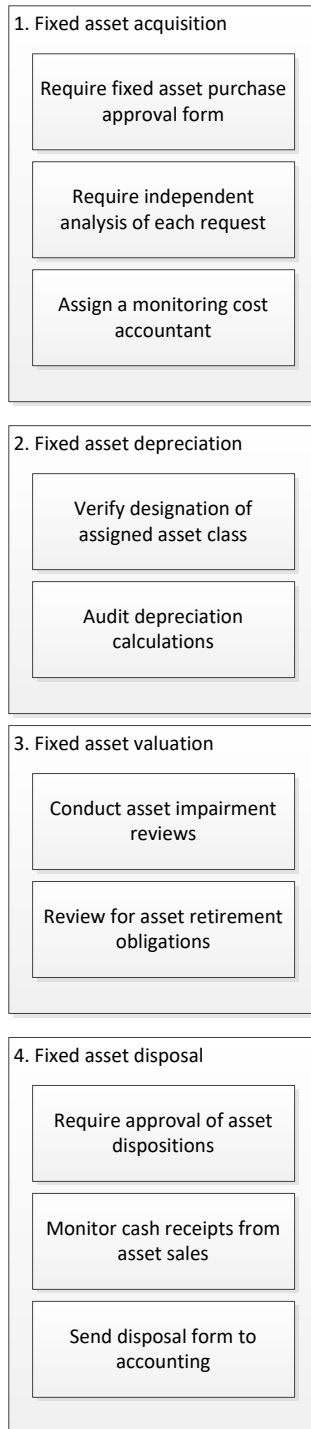 1. Fixed asset acquisition
Require fixed asset purchase
approval form
Require independent
analysis of each request
Assign a monitoring cost
accountant
2. Fixed asset depreciation
Verify designation of
assigned asset class
Audit depreciation
calculations
3. Fixed asset valuation
Conduct asset impairment
reviews
Review for asset retirement
obligations
4. Fixed asset disposal
Require approval of asset
dispositions
Monitor cash receipts from
asset sales
Send disposal form to
accounting